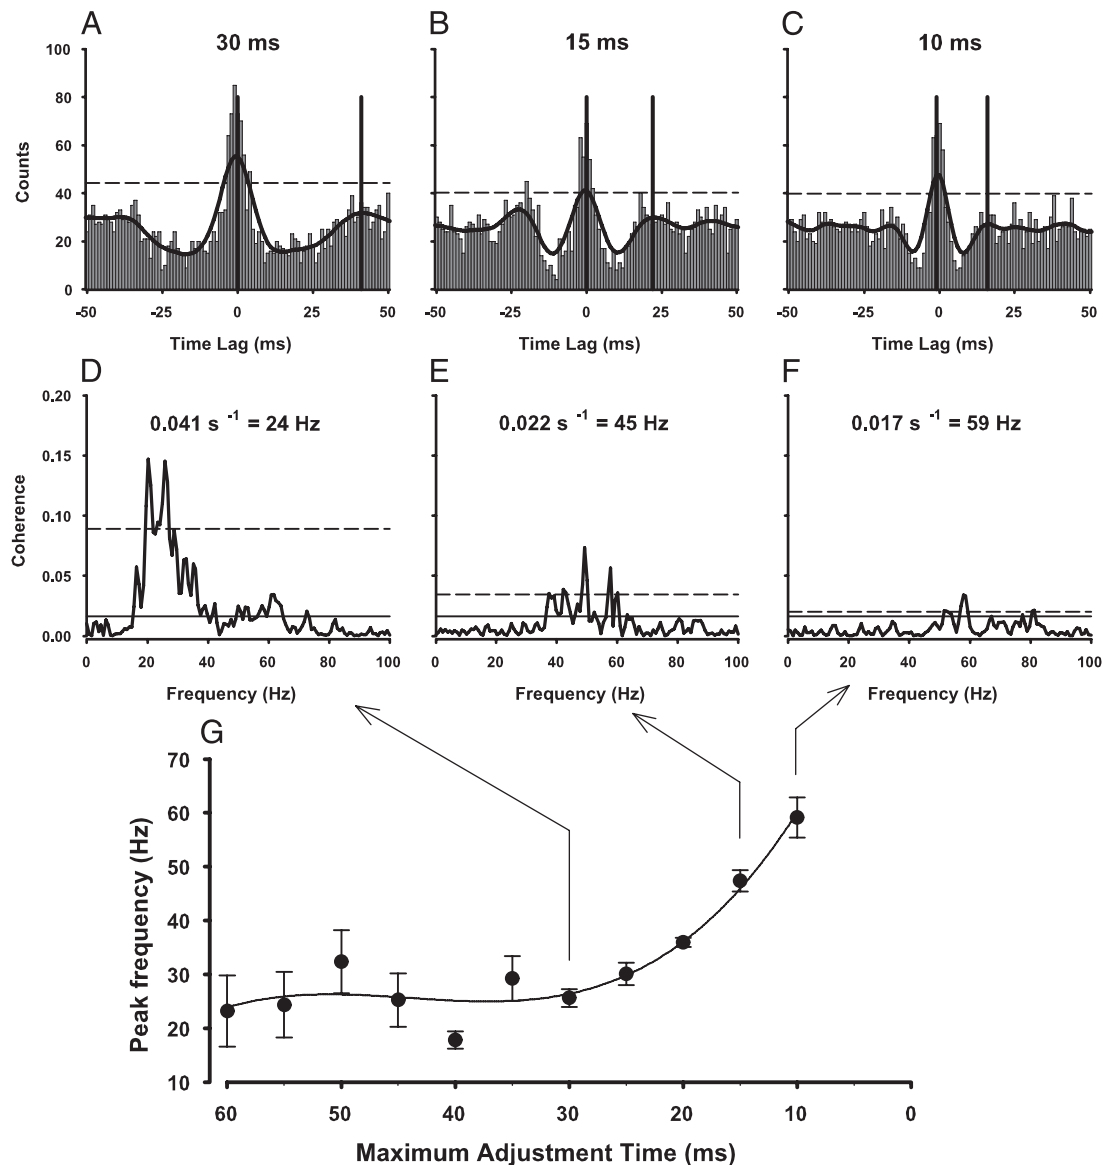 A
30 ms
B
15 ms
C
10 ms
100
80
60
40
20
0
Counts
-50 -25 0 25 50
-50 -25 0 25 50
-50 -25 0 25 50
Time Lag (ms)
Time Lag (ms)
Time Lag (ms)
D
E
F
0.20
0.15
0.10
0.05
0.00
Coherence
0.041 s -1 = 24 Hz
0.022 s -1 = 45 Hz
0.017 s -1 = 59 Hz
0 20 40 60 80 100
0 20 40 60 80 100
0 20 40 60 80 100
Frequency (Hz)
Frequency (Hz)
Frequency (Hz)
G
70
60
50
40
30
20
10
Peak frequency (Hz)
60 50 40 30 20 10 0
Maximum Adjustment Time (ms)